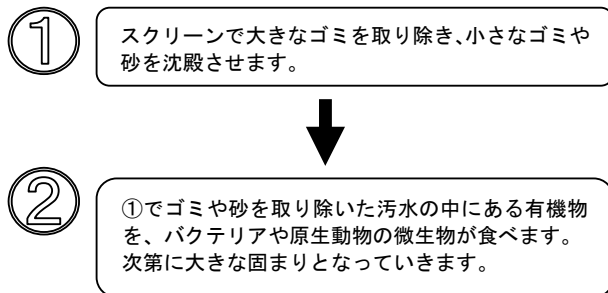 ①
スクリーンで大きなゴミを取り除き、小さなゴミや
砂を沈殿させます。
②
①でゴミや砂を取り除いた汚水の中にある有機物
を、バクテリアや原生動物の微生物が食べます。
次第に大きな固まりとなっていきます。